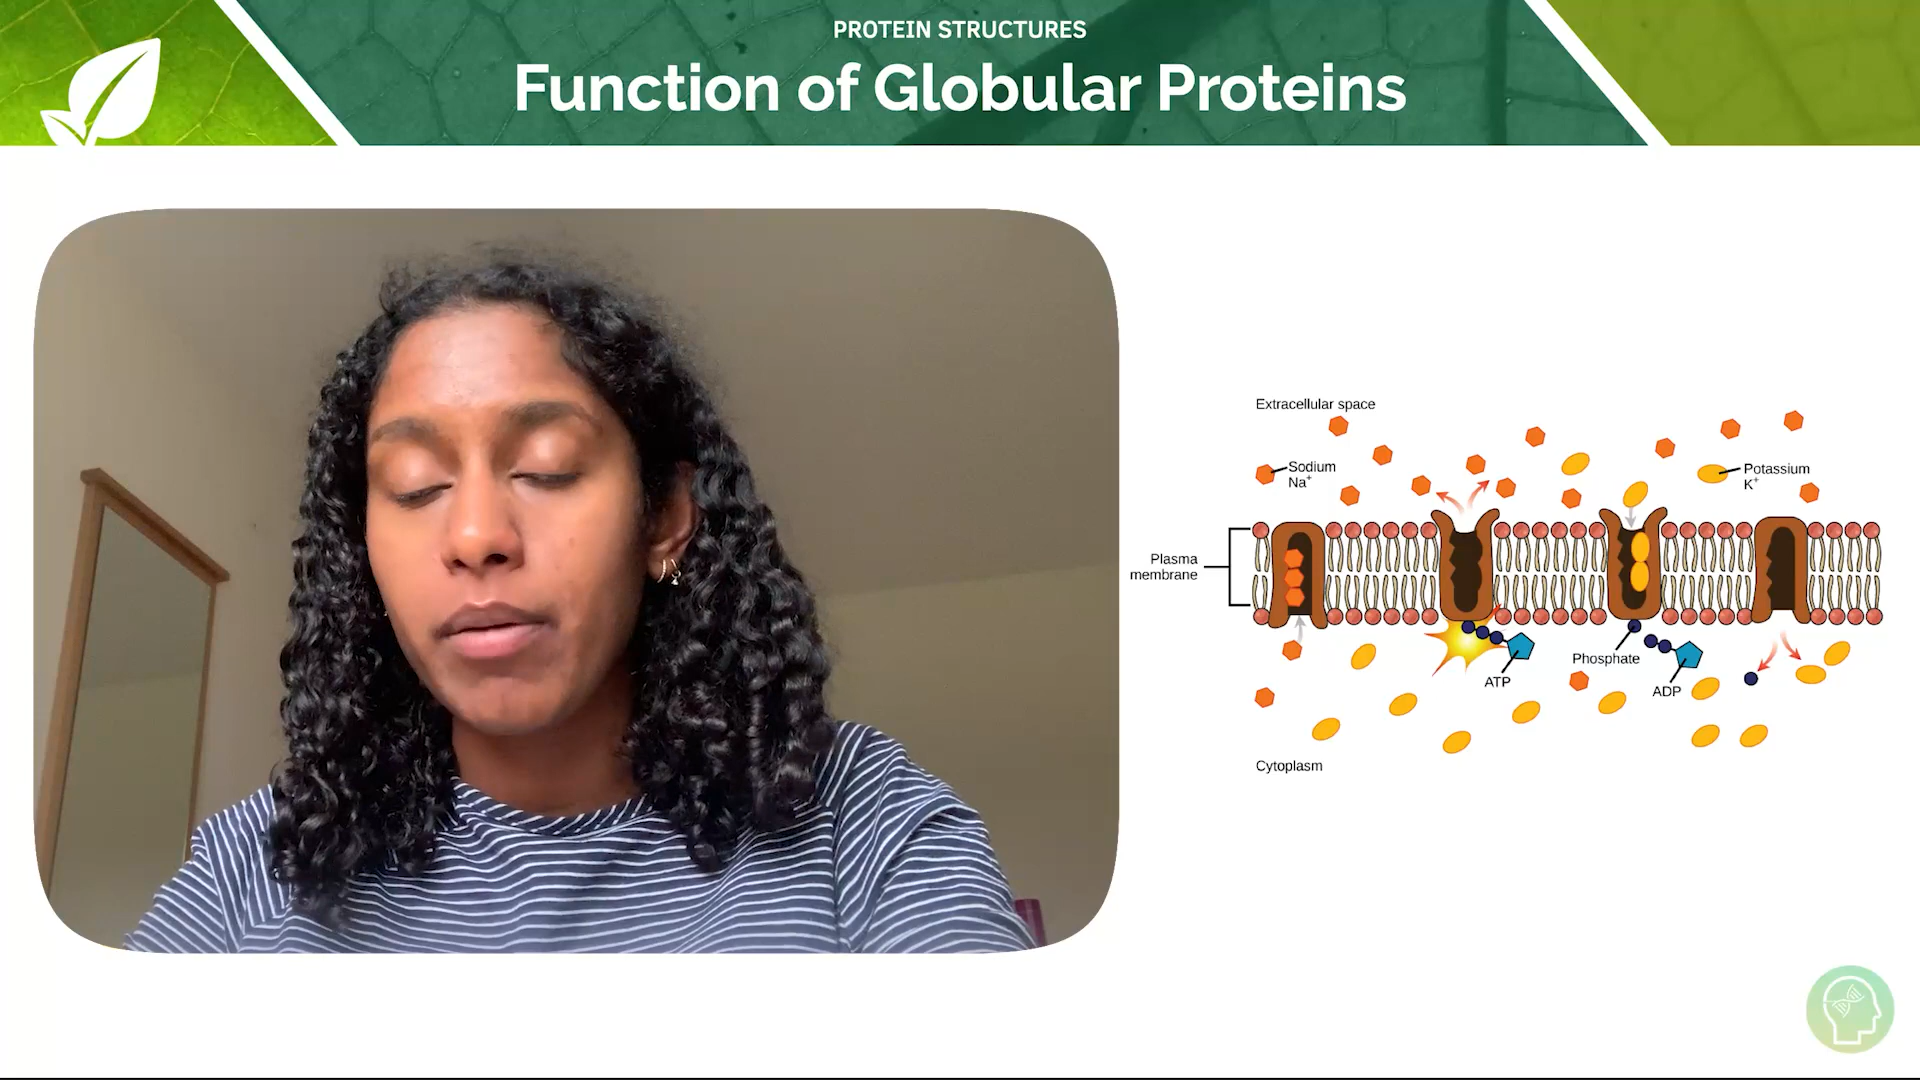 PROTEIN STRUCTURES
Function of Globular Proteins
Extracellular space
Sodium
Na+
Potassium
K+
Plasma
membrane
Phosphate
ATP
ADP
Cytoplasm